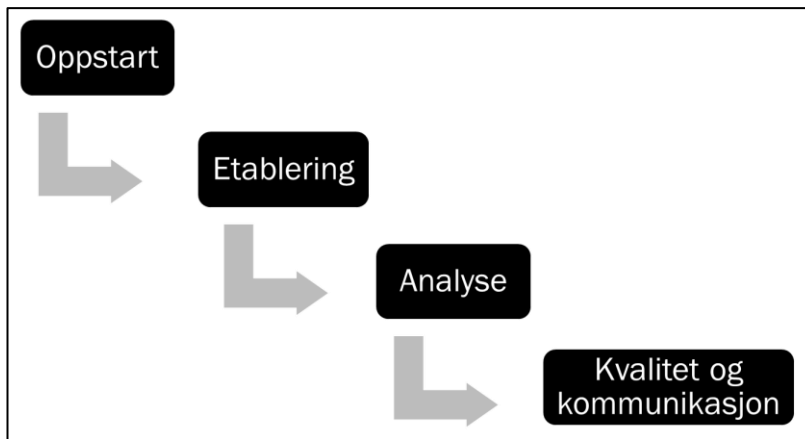 Oppstart
Etablering
Analyse
Kvalitet og
kommunikasjon